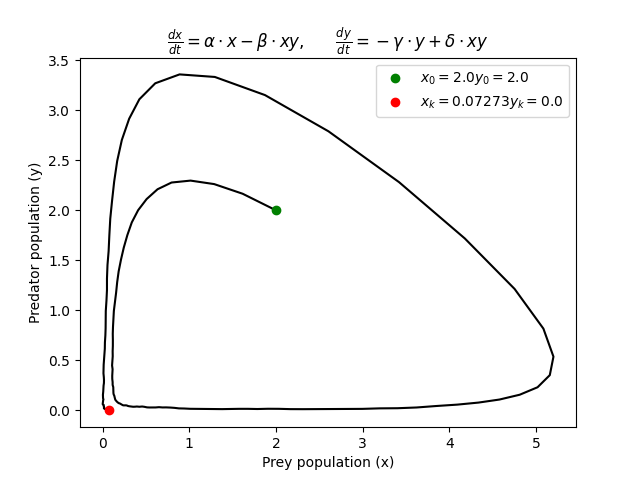 dx/dt = α · x − β · xy,   dy/dt = −γ · y + δ · xy
x₀ = 2.0y₀ = 2.0
xₖ = 0.07273yₖ = 0.0
3.5
3.0
2.5
2.0
1.5
1.0
0.5
0.0
Predator population (y)
0 1 2 3 4 5
Prey population (x)